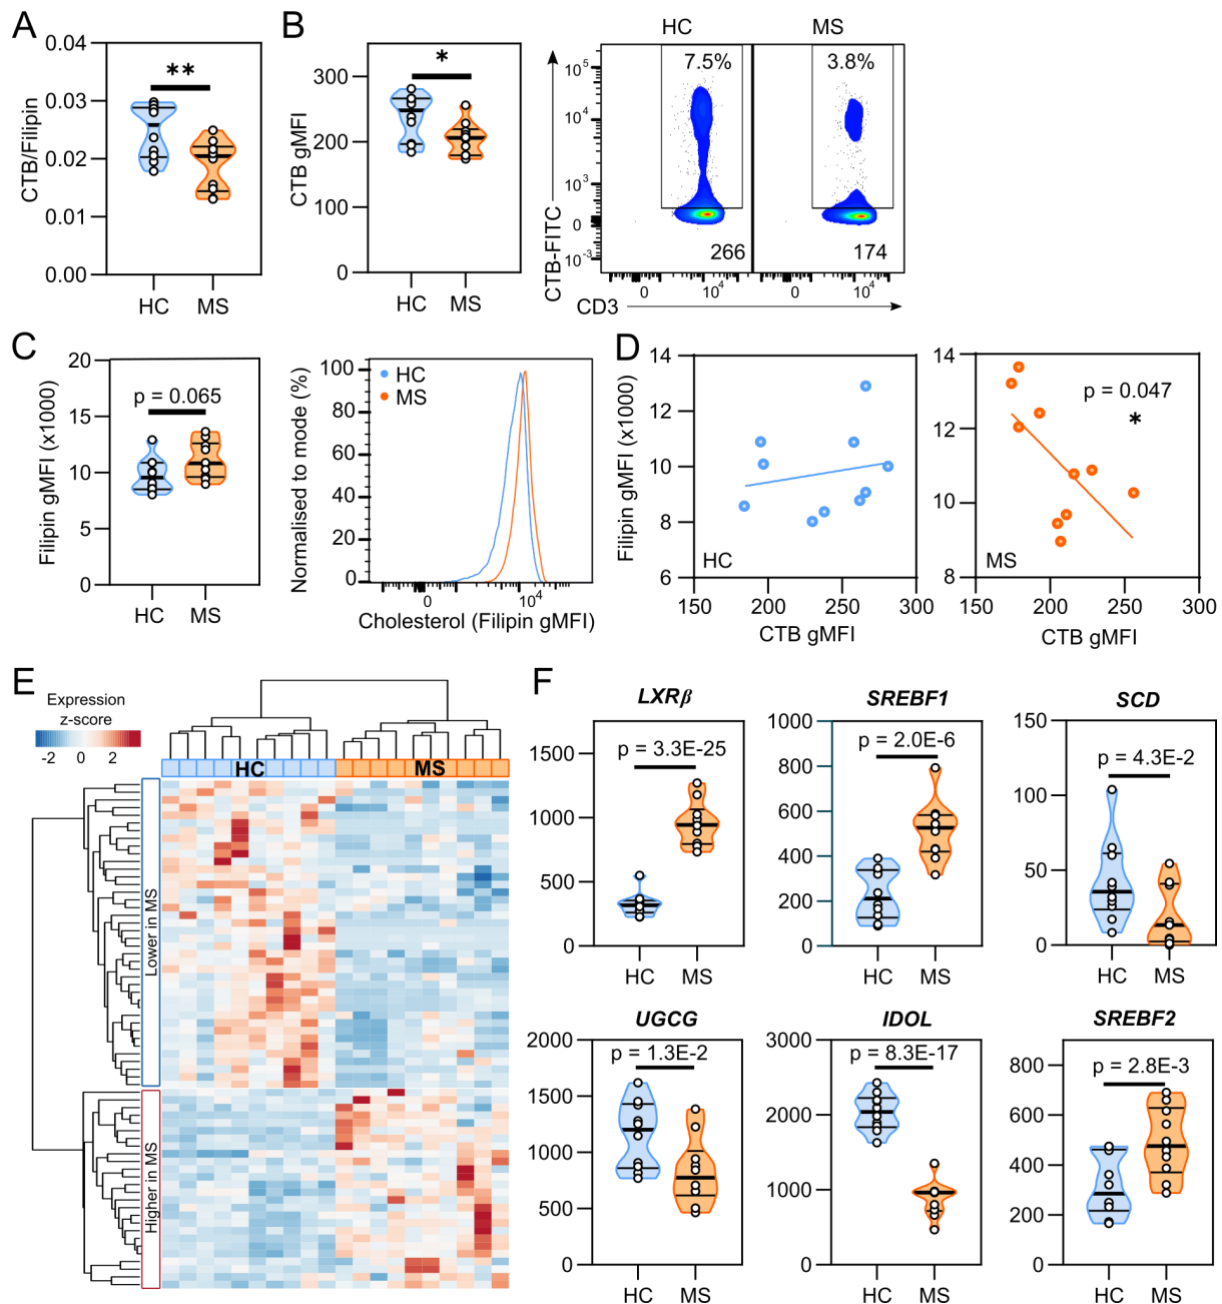 A
0.04
0.03
0.02
0.01
0.00
CTB/Filipin
**
HC MS
B
300
200
100
0
CTB gMFI
*
HC MS
HC MS
7.5% 3.8%
10^5
10^4
10^3
0
-10^3
CTB-FITC
266 174
0 10^4 0 10^4
CD3
C
20
15
10
5
0
Filipin gMFI (x1000)
p = 0.065
HC MS
100
80
60
40
20
0
Normalised to mode (%)
HC
MS
0 10^4
Cholesterol (Filipin gMFI)
D
14
12
10
8
6
Filipin gMFI (x1000)
HC
150 200 250 300
CTB gMFI
14
12
10
8
p = 0.047
*
MS
150 200 250 300
CTB gMFI
E
Expression
z-score
-2 0 2
HC MS
Lower in MS
Higher in MS
F
LXRβ
1500
1000
500
0
p = 3.3E-25
HC MS
SREBF1
1000
800
600
400
200
0
p = 2.0E-6
HC MS
SCD
150
100
50
0
p = 4.3E-2
HC MS
UGCG
2000
1500
1000
500
0
p = 1.3E-2
HC MS
IDOL
3000
2000
1000
0
p = 8.3E-17
HC MS
SREBF2
800
600
400
200
0
p = 2.8E-3
HC MS